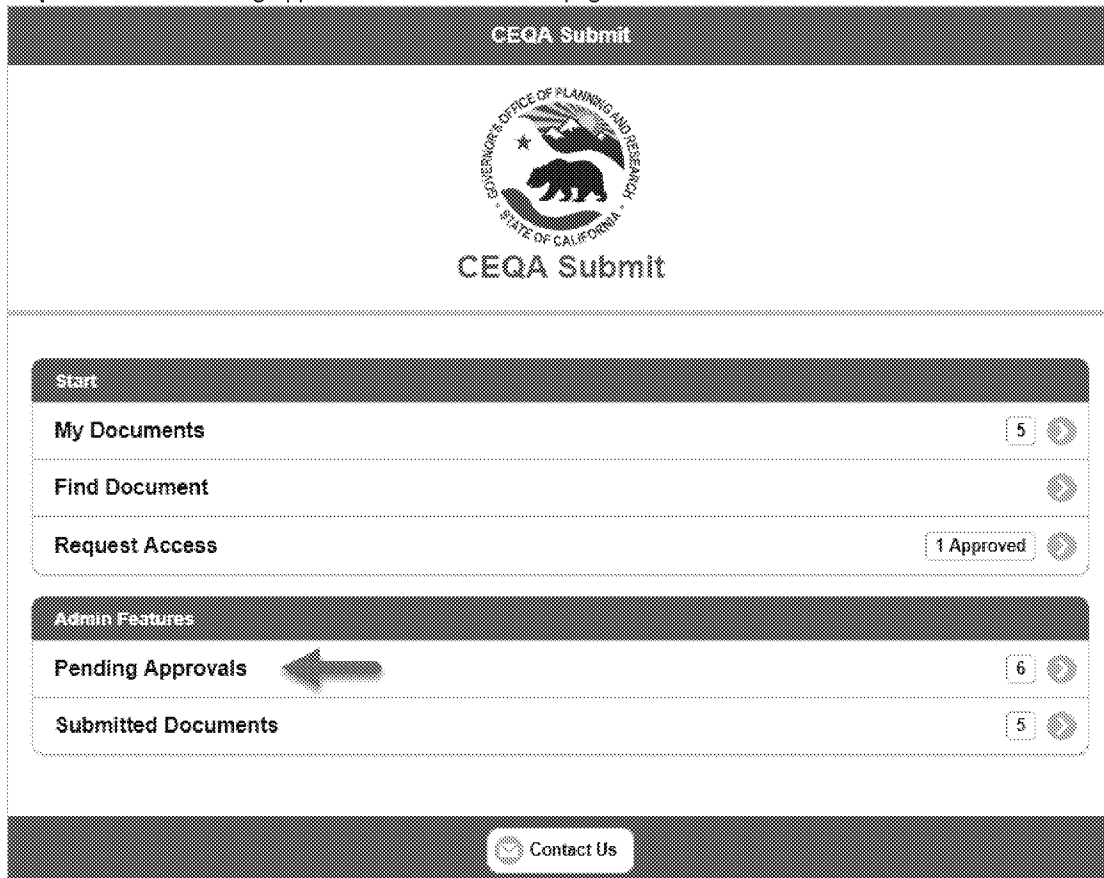 CEQA Submit
GOVERNOR'S OFFICE OF PLANNING AND RESEARCH
STATE OF CALIFORNIA
CEQA Submit
Start
My Documents
5
Find Document
Request Access
1 Approved
Admin Features
Pending Approvals
6
Submitted Documents
5
Contact Us